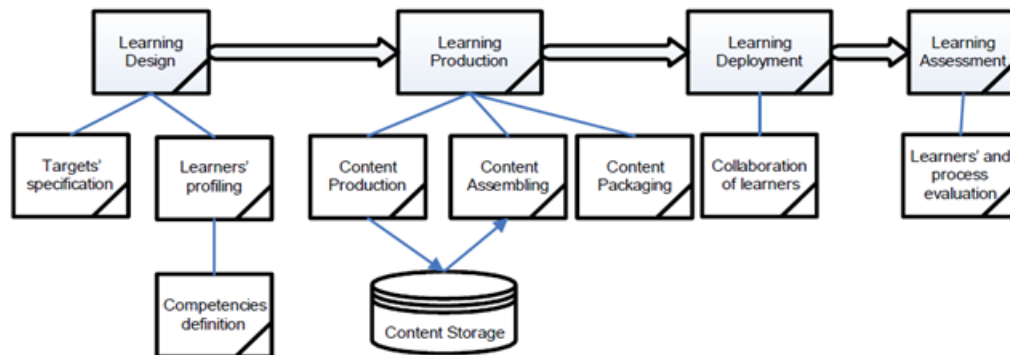 Learning
Design
Learning
Production
Learning
Deployment
Learning
Assessment
Targets'
specification
Learners'
profiling
Content
Production
Content
Assembling
Content
Packaging
Collaboration
of learners
Learners' and
process
evaluation
Competencies
definition
Content Storage